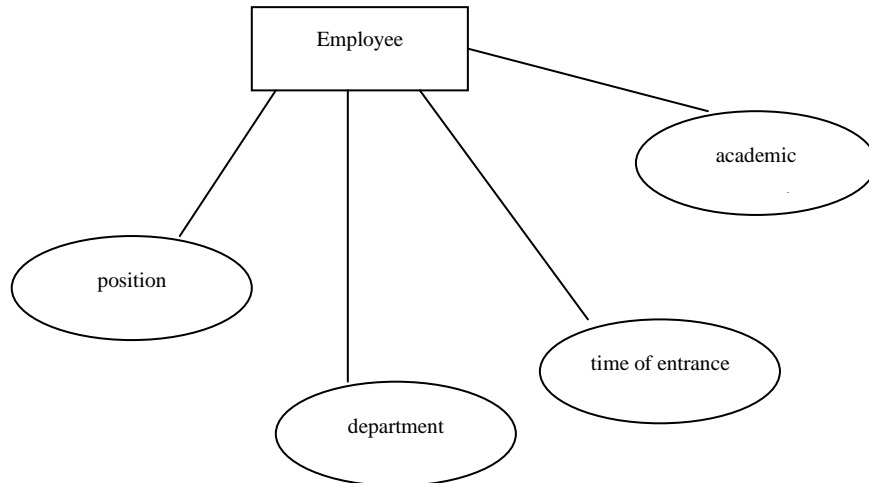 Employee
academic
position
time of entrance
department